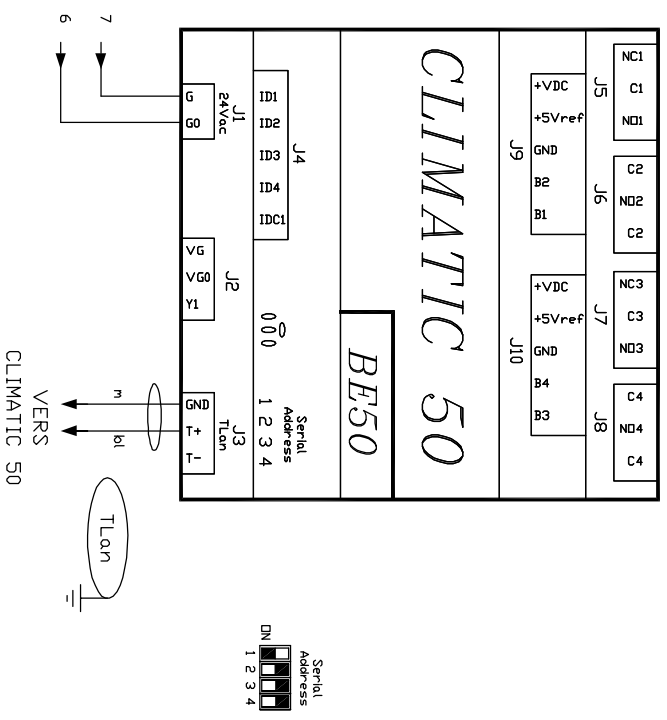 6
7
CLIMATIC 50
BE50
J5
NC1
C1
NO1
J6
C2
NO2
C2
J7
NC3
C3
NO3
J8
C4
NO4
C4
J9
+VDC
+5Vref
GND
B2
B1
J10
+VDC
+5Vref
GND
B4
B3
J4
ID1
ID2
ID3
ID4
IDC1
J1
24Vac
G
G0
J2
VG
VG0
Y1
J3
TLan
GND
T+
T-
Serial
Address
1 2 3 4
m
bl
VERS
CLIMATIC 50
TLan
Serial
Address
ON
1 2 3 4